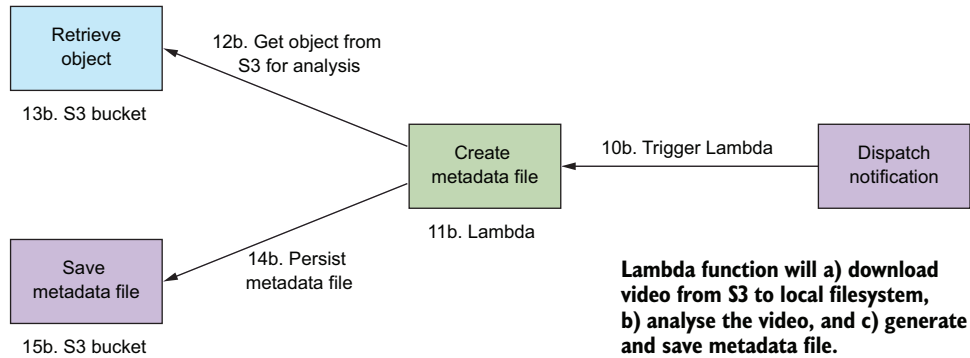 Retrieve
object
13b. S3 bucket
12b. Get object from
S3 for analysis
Create
metadata file
11b. Lambda
10b. Trigger Lambda
Dispatch
notification
14b. Persist
metadata file
Save
metadata file
15b. S3 bucket
Lambda function will a) download
video from S3 to local filesystem,
b) analyse the video, and c) generate
and save metadata file.